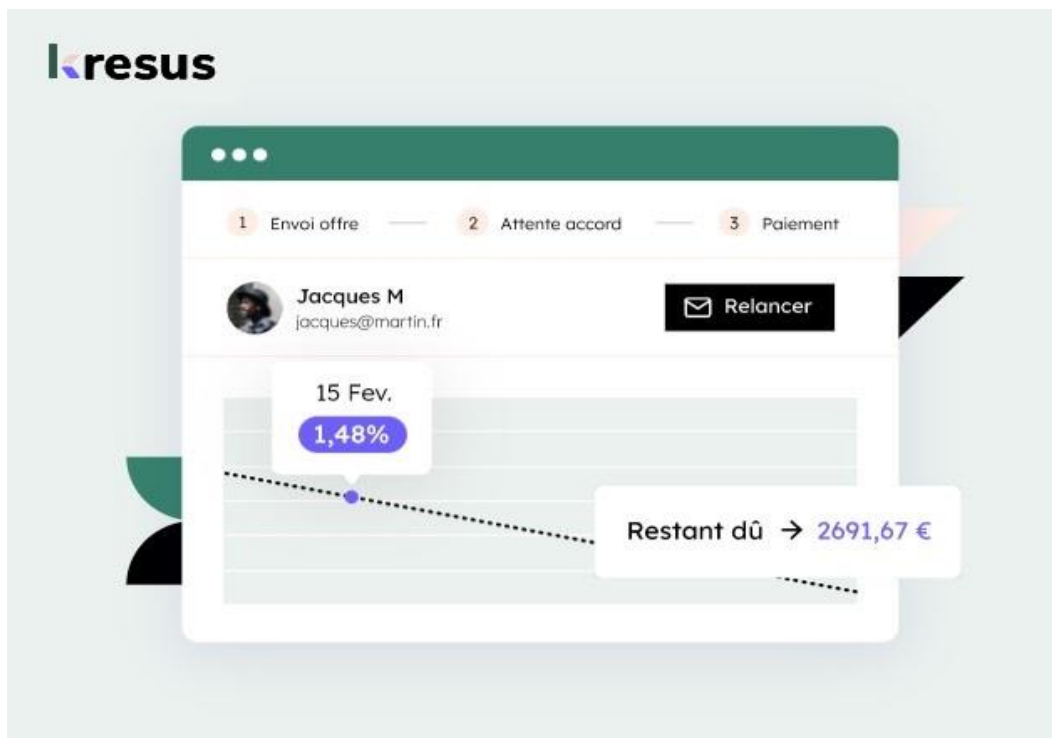 kresus
1 Envoi offre 2 Attente accord 3 Paiement
Jacques M
jacques@martin.fr
Relancer
15 Fev.
1,48%
Restant dû → 2691,67 €